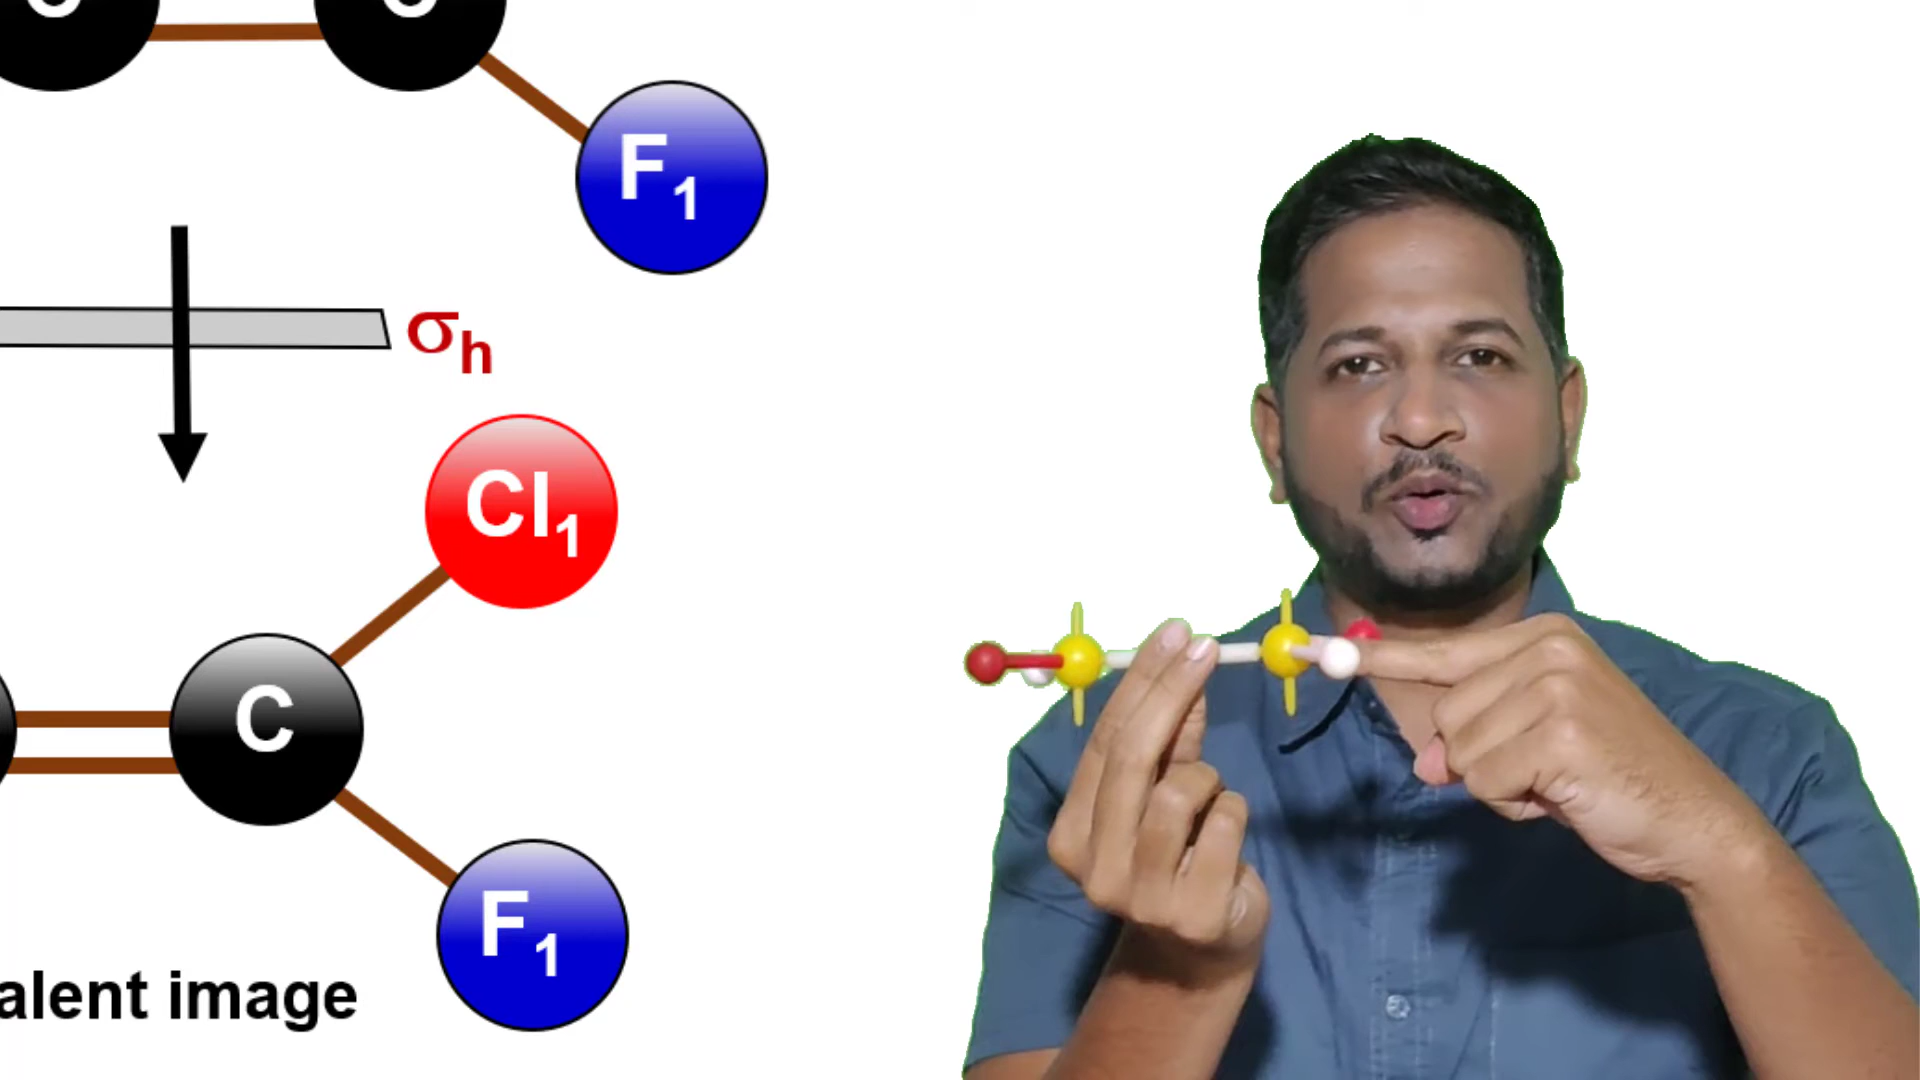 F₁
σₕ
Cl₁
C
F₁
alent image